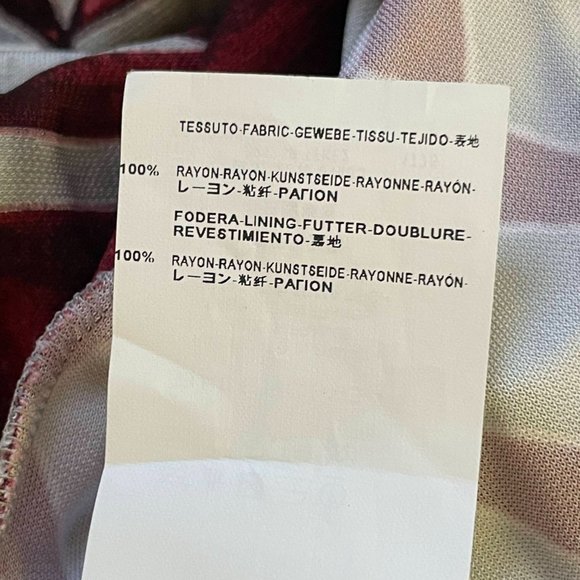 TESSUTO-FABRIC-GEWEBE-TISSU-TEJIDO-表地
100% RAYON-RAYON-KUNSTSEIDE-RAYONNE-RAYÓN-
レーヨン-粘纤-РАГІОN
FODERA-LINING-FUTTER-DOUBLURE-
REVESTIMIENTO-裏地
100% RAYON-RAYON-KUNSTSEIDE-RAYONNE-RAYÓN-
レーヨン-粘纤-РАГІОN